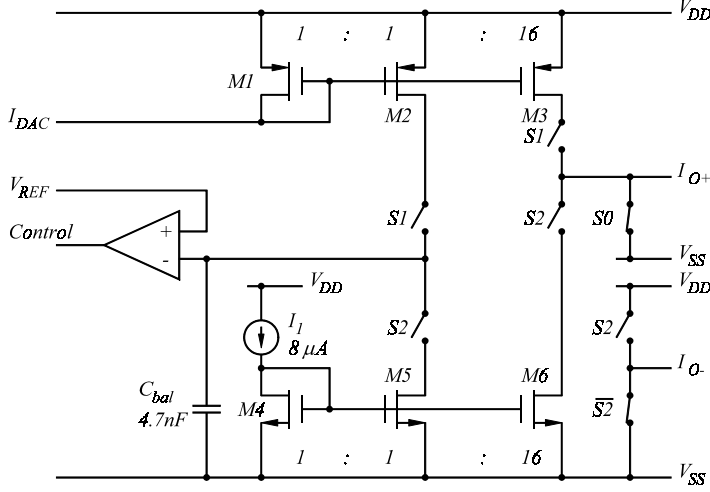 1 : 1 : 16
V_DD
M1
M2
M3
I_DAC
S1
V_REF
I_O+
Control
+
-
S1
S2
S0
V_SS
V_DD
V_DD
I_1
8 μA
S2
S2
C_bal
4.7nF
M4
M5
M6
I_O-
S̅2̅
1 : 1 : 16
V_SS